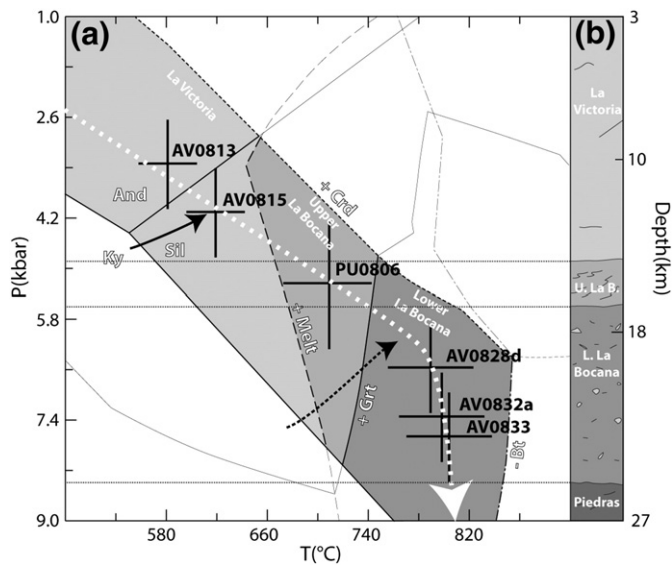 (a)
(b)
1.0
2.6
4.2
5.8
7.4
9.0
P(kbar)
580
660
740
820
T(°C)
3
10
18
27
Depth(km)
La Victoria
AV0813
And
AV0815
Ky
Sil
+ Crd
Upper
La Bocana
PU0806
+ Melt
Lower
La Bocana
AV0828d
AV0832a
AV0833
+ Grt
- Bt
La
Victoria
U. La B.
L. La
Bocana
Piedras